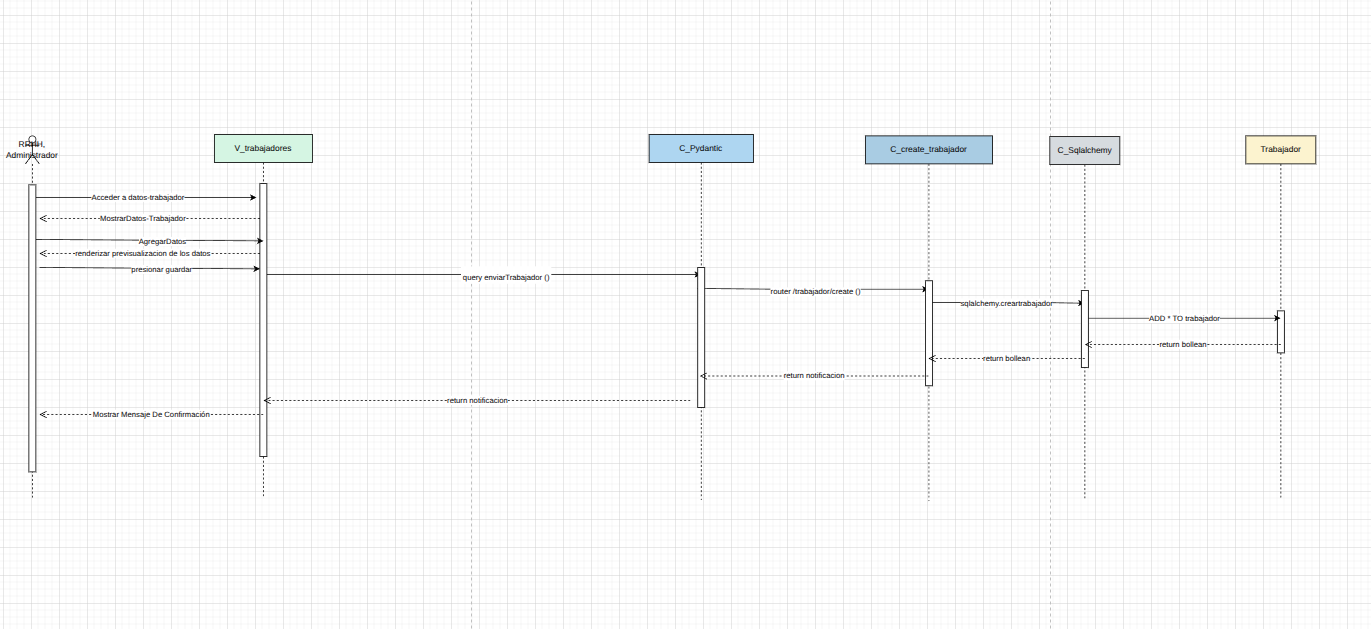 RRHH,
Administrador
V_trabajadores
C_Pydantic
C_create_trabajador
C_Sqlalchemy
Trabajador
Acceder a datos-trabajador
MostrarDatos-Trabajador
AgregarDatos
renderizar previsualizacion de los datos
presionar guardar
query enviarTrabajador ()
router /trabajador/create ()
sqlalchemy.creartrabajador
ADD * TO trabajador
return bollean
return bollean
return notificacion
return notificacion
Mostrar Mensaje De Confirmación